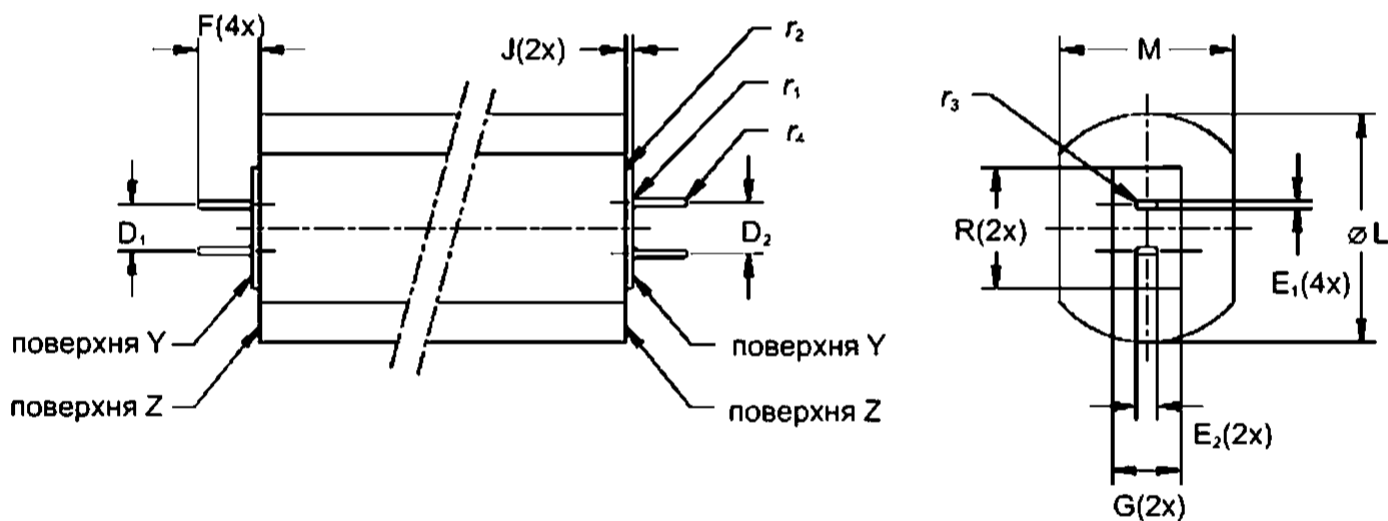 F(4x)
J(2x)
r₂
r₁
r₄
D₁
D₂
поверхня Y
поверхня Z
поверхня Y
поверхня Z
M
r₃
R(2x)
⌀ L
E₁(4x)
E₂(2x)
G(2x)